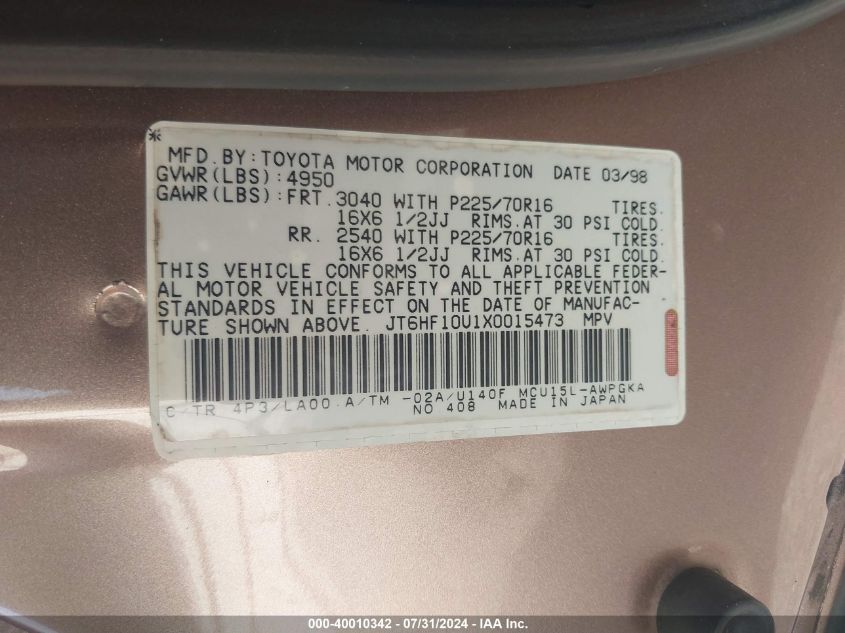 *
MFD.BY:TOYOTA MOTOR CORPORATION DATE 03/98
GVWR(LBS):4950
GAWR(LBS):FRT.3040 WITH P225/70R16 TIRES.
16X6 1/2JJ RIMS.AT 30 PSI COLD.
RR. 2540 WITH P225/70R16 TIRES.
16X6 1/2JJ RIMS.AT 30 PSI COLD.
THIS VEHICLE CONFORMS TO ALL APPLICABLE FEDER-
AL MOTOR VEHICLE SAFETY AND THEFT PREVENTION
STANDARDS IN EFFECT ON THE DATE OF MANUFAC-
TURE SHOWN ABOVE. JT6HF10U1X0015473 MPV
C/TR 4P3/LA00 A/TM -02A/U140F MCU15L-AWPGKA
NO 408 MADE IN JAPAN
000-40010342 - 07/31/2024 - IAA Inc.